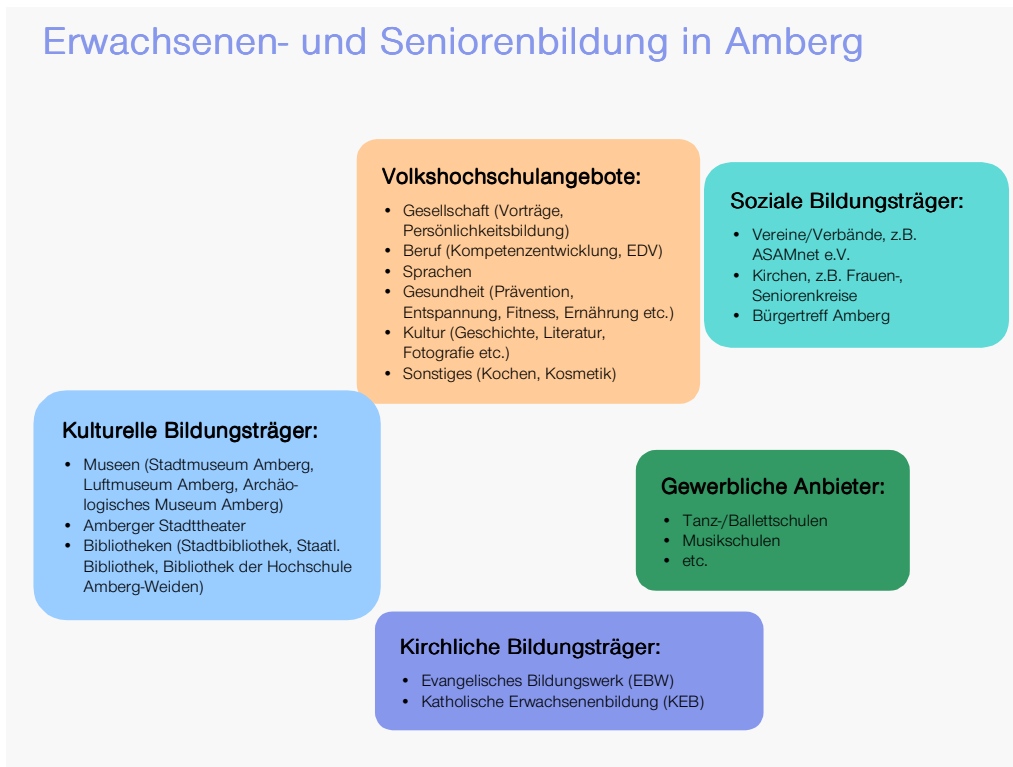 Erwachsenen- und Seniorenbildung in Amberg
Volkshochschulangebote:
• Gesellschaft (Vorträge,
Persönlichkeitsbildung)
• Beruf (Kompetenzentwicklung, EDV)
• Sprachen
• Gesundheit (Prävention,
Entspannung, Fitness, Ernährung etc.)
• Kultur (Geschichte, Literatur,
Fotografie etc.)
• Sonstiges (Kochen, Kosmetik)
Soziale Bildungsträger:
• Vereine/Verbände, z.B.
ASAMnet e.V.
• Kirchen, z.B. Frauen-,
Seniorenkreise
• Bürgertreff Amberg
Kulturelle Bildungsträger:
• Museen (Stadtmuseum Amberg,
Luftmuseum Amberg, Archäo-
logisches Museum Amberg)
• Amberger Stadttheater
• Bibliotheken (Stadtbibliothek, Staatl.
Bibliothek, Bibliothek der Hochschule
Amberg-Weiden)
Gewerbliche Anbieter:
• Tanz-/Ballettschulen
• Musikschulen
• etc.
Kirchliche Bildungsträger:
• Evangelisches Bildungswerk (EBW)
• Katholische Erwachsenenbildung (KEB)